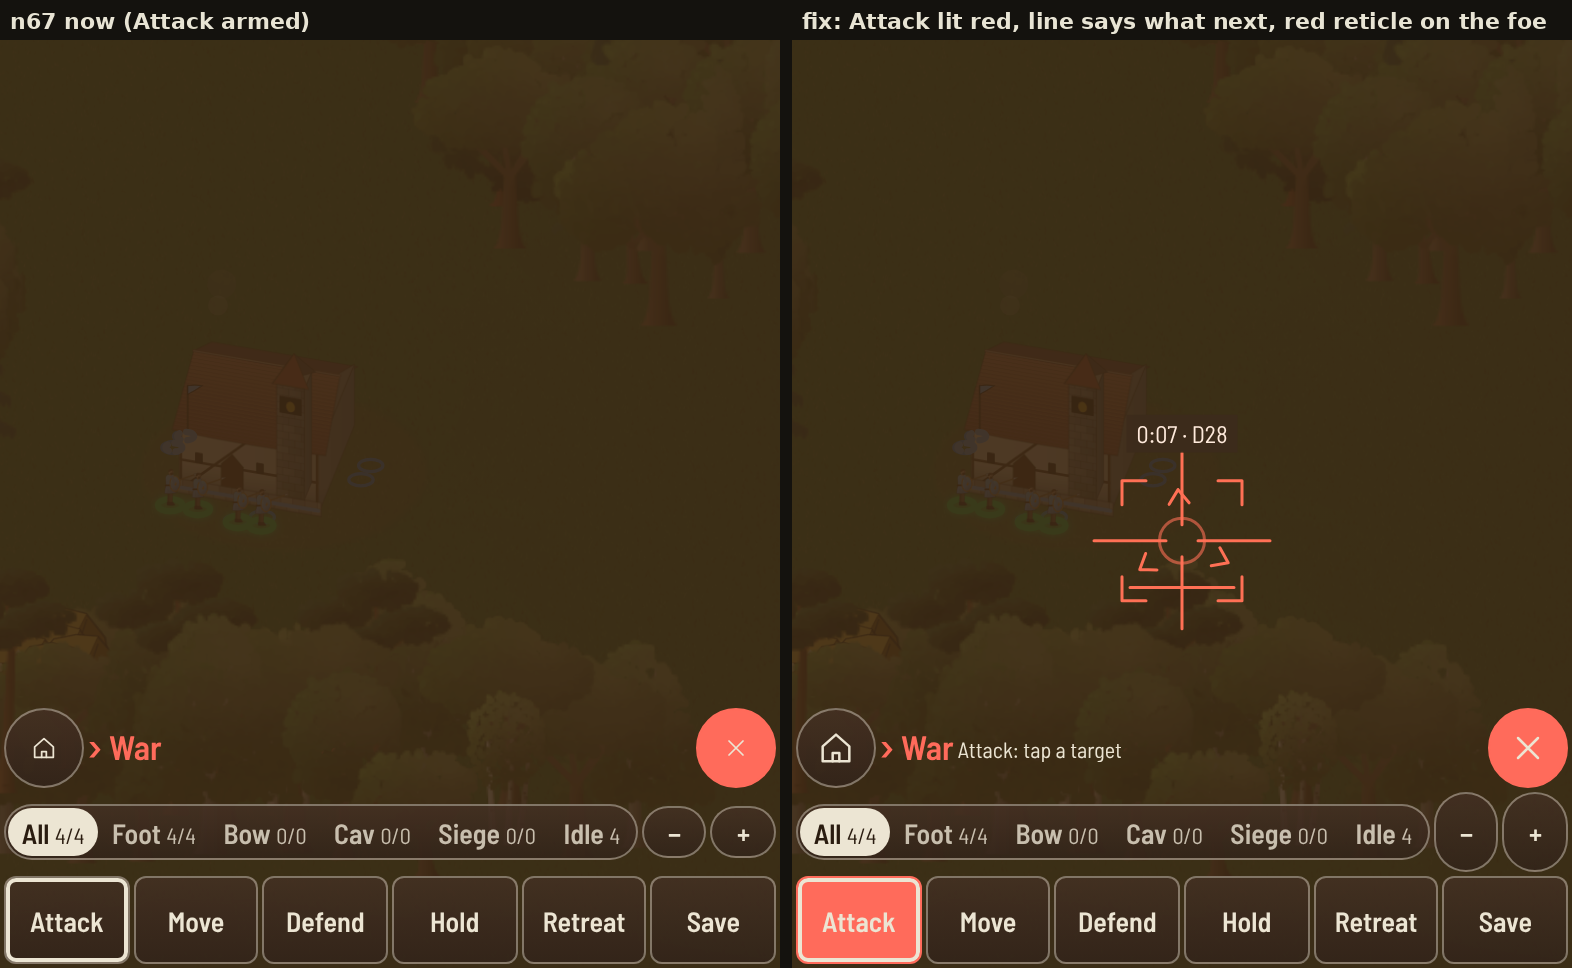 n67 now (Attack armed)
› War
All 4/4 Foot 4/4 Bow 0/0 Cav 0/0 Siege 0/0 Idle 4 − +
Attack Move Defend Hold Retreat Save
fix: Attack lit red, line says what next, red reticle on the foe
0:07 · D28
› War Attack: tap a target
All 4/4 Foot 4/4 Bow 0/0 Cav 0/0 Siege 0/0 Idle 4 − +
Attack Move Defend Hold Retreat Save